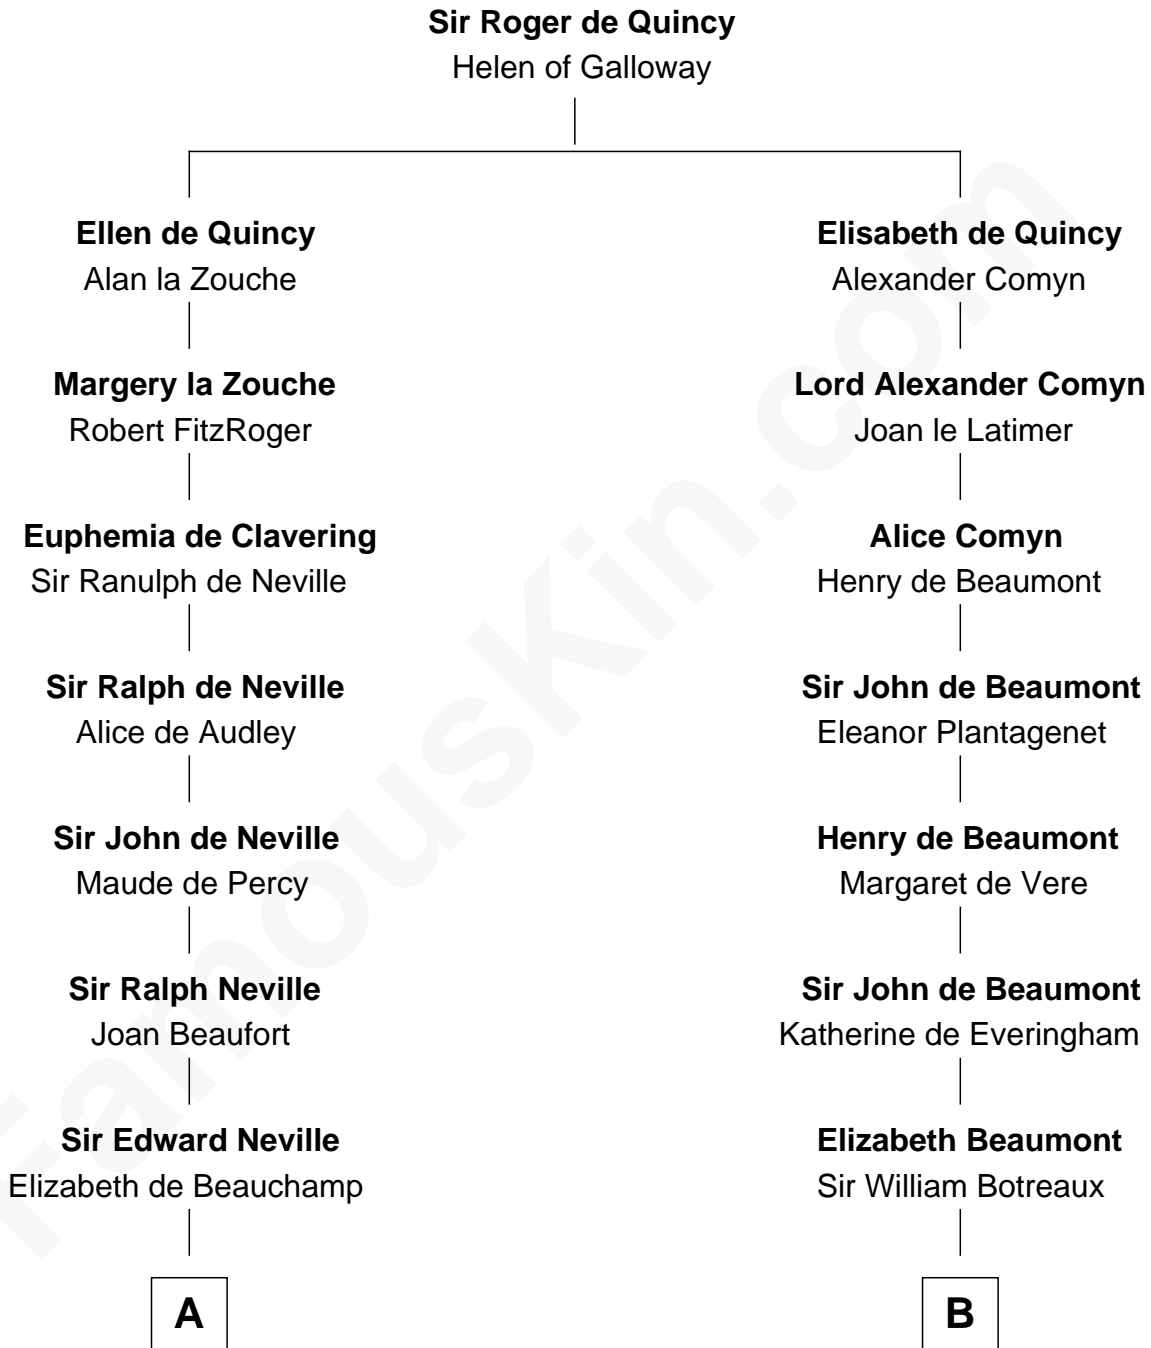 Sir Roger de Quincy
Helen of Galloway
Ellen de Quincy
Alan la Zouche
Elisabeth de Quincy
Alexander Comyn
Margery la Zouche
Robert FitzRoger
Lord Alexander Comyn
Joan le Latimer
Euphemia de Clavering
Sir Ranulph de Neville
Alice Comyn
Henry de Beaumont
Sir Ralph de Neville
Alice de Audley
Sir John de Beaumont
Eleanor Plantagenet
Sir John de Neville
Maude de Percy
Henry de Beaumont
Margaret de Vere
Sir Ralph Neville
Joan Beaufort
Sir John de Beaumont
Katherine de Everingham
Sir Edward Neville
Elizabeth de Beauchamp
Elizabeth Beaumont
Sir William Botreaux
A
B
FamousKin.com